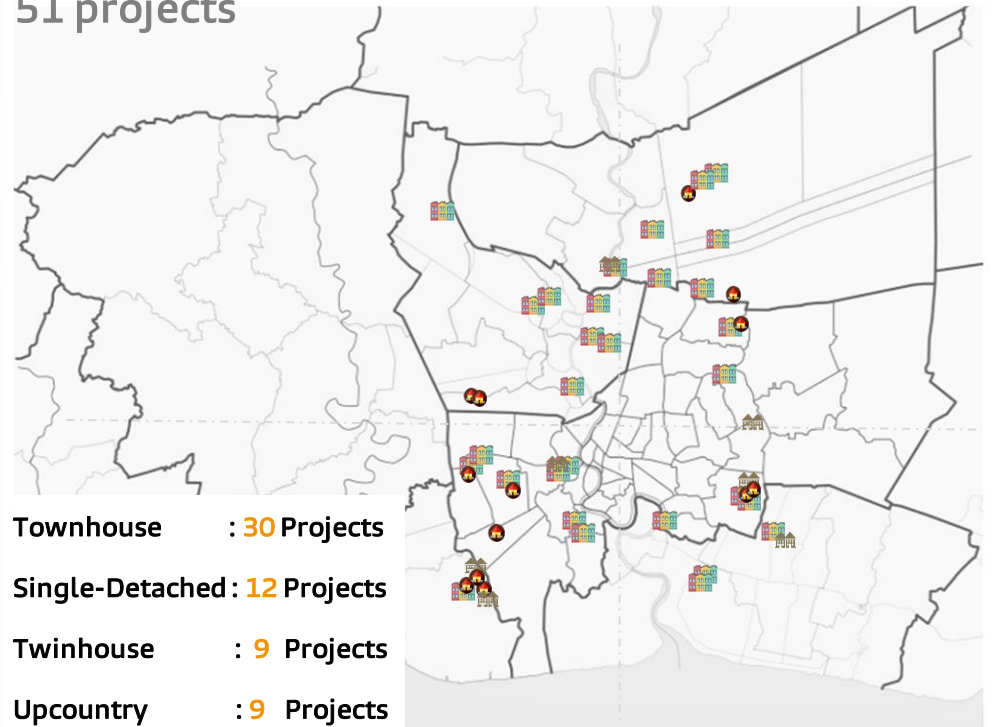 51 projects
Townhouse : 30 Projects
Single-Detached : 12 Projects
Twinhouse : 9 Projects
Upcountry : 9 Projects